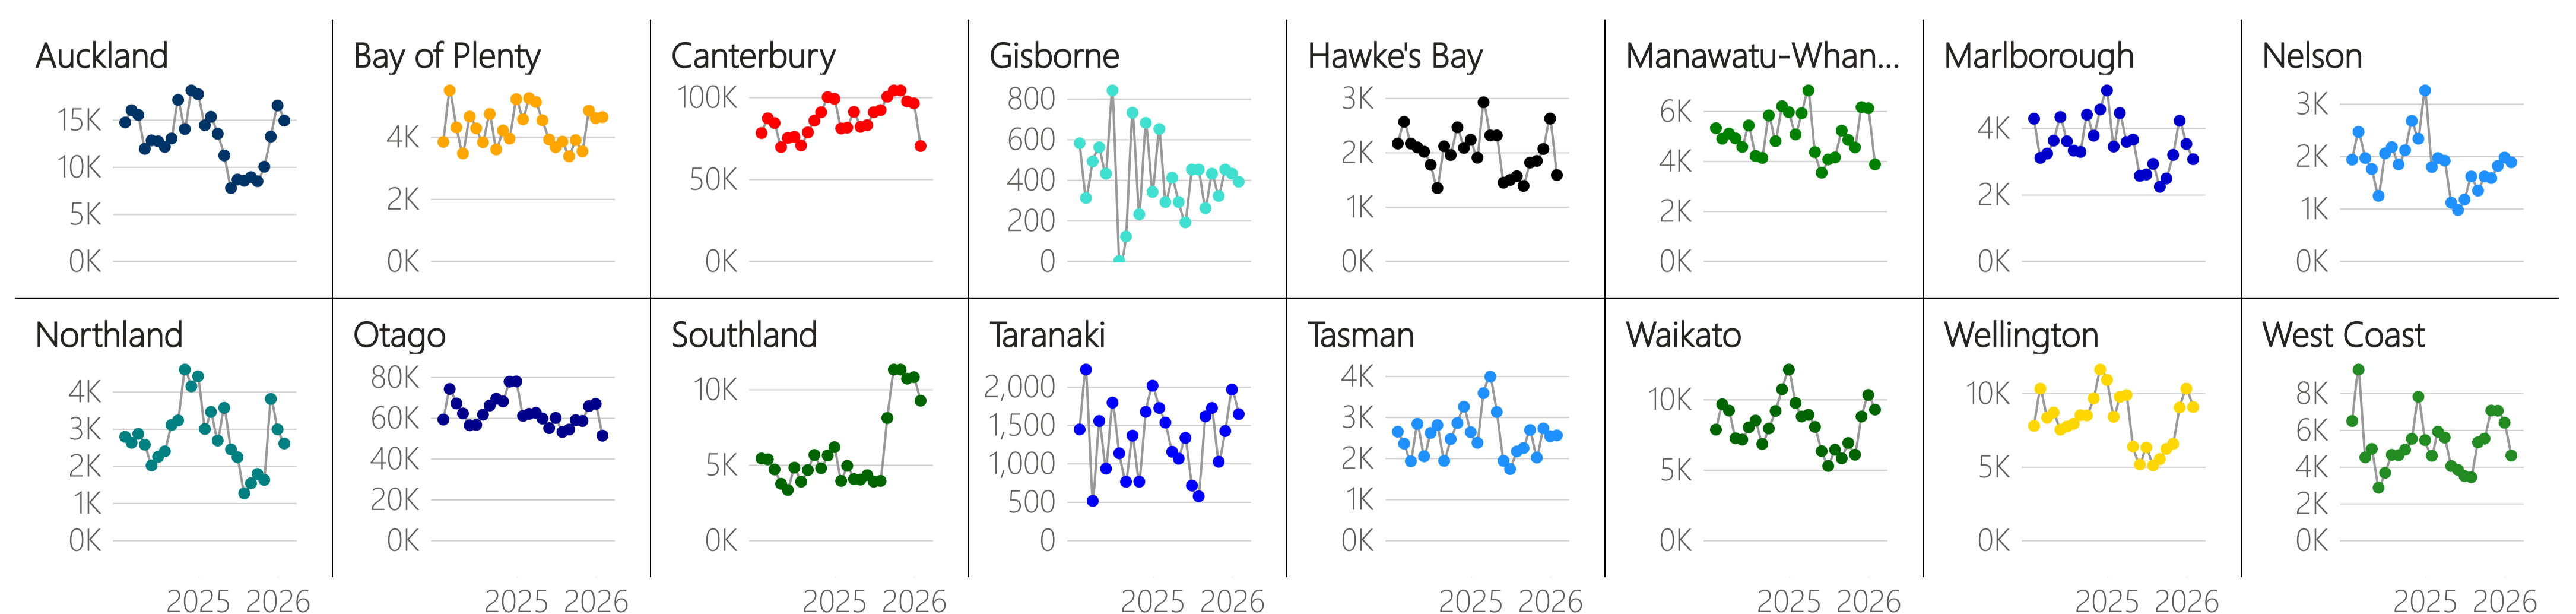 Auckland
15K
10K
5K
0K
Bay of Plenty
4K
2K
0K
Canterbury
100K
50K
0K
Gisborne
800
600
400
200
0
Hawke's Bay
3K
2K
1K
0K
Manawatu-Whan...
6K
4K
2K
0K
Marlborough
4K
2K
0K
Nelson
3K
2K
1K
0K
Northland
4K
3K
2K
1K
0K
2025 2026
Otago
80K
60K
40K
20K
0K
2025 2026
Southland
10K
5K
0K
2025 2026
Taranaki
2,000
1,500
1,000
500
0
2025 2026
Tasman
4K
3K
2K
1K
0K
2025 2026
Waikato
10K
5K
0K
2025 2026
Wellington
10K
5K
0K
2025 2026
West Coast
8K
6K
4K
2K
0K
2025 2026